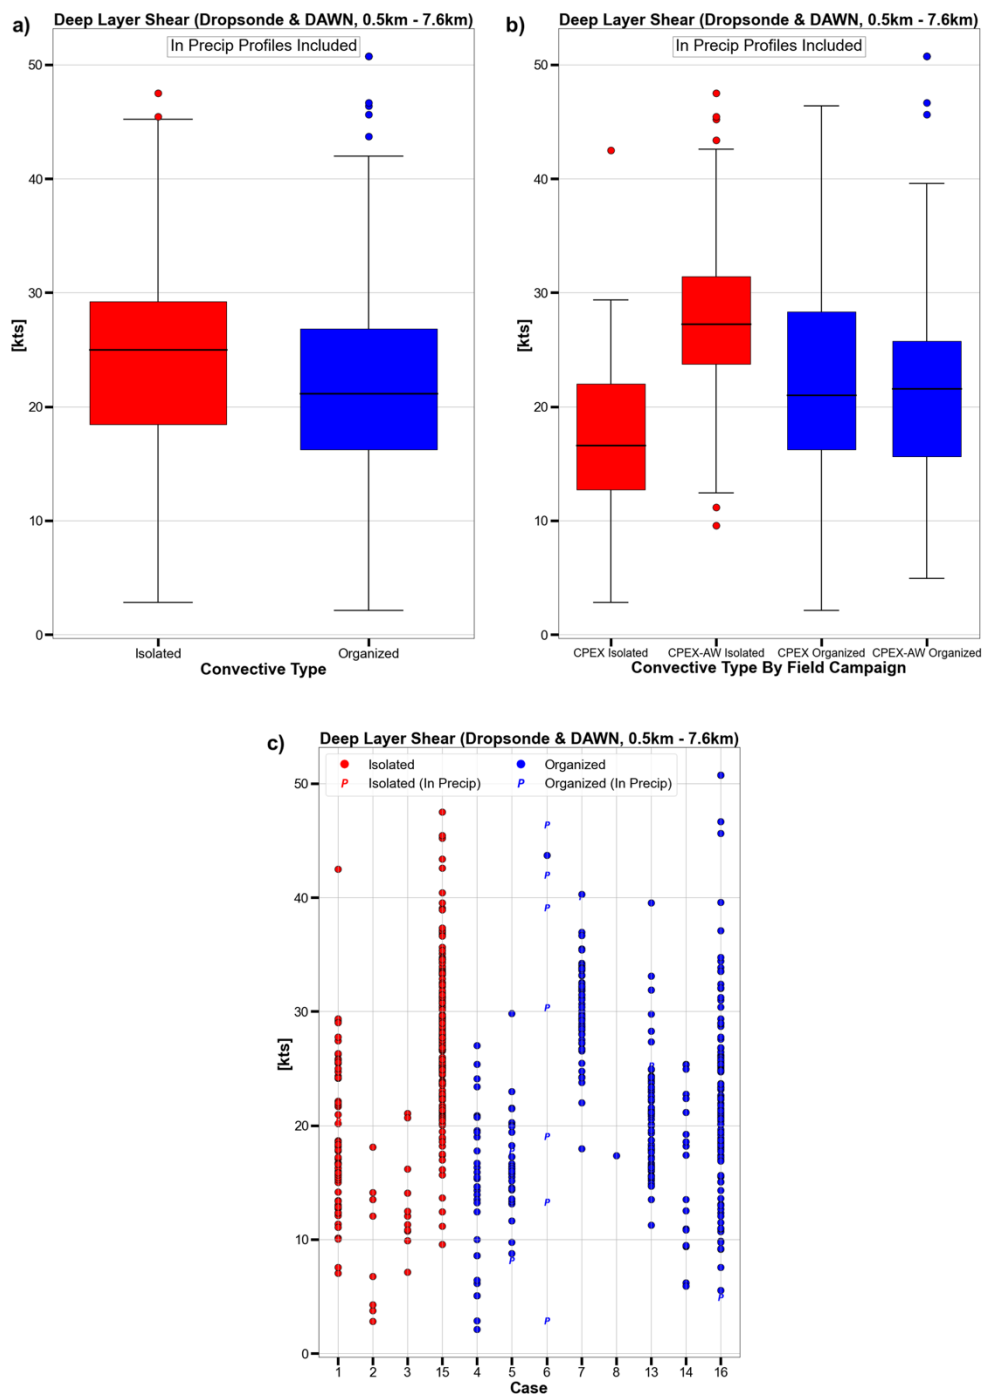 a)
Deep Layer Shear (Dropsonde & DAWN, 0.5km - 7.6km)
In Precip Profiles Included
50
40
30
20
10
0
[kts]
Isolated
Organized
Convective Type
b)
Deep Layer Shear (Dropsonde & DAWN, 0.5km - 7.6km)
In Precip Profiles Included
50
40
30
20
10
0
[kts]
CPEX Isolated
CPEX-AW Isolated
CPEX Organized
CPEX-AW Organized
Convective Type By Field Campaign
c)
Deep Layer Shear (Dropsonde & DAWN, 0.5km - 7.6km)
Isolated
Organized
P Isolated (In Precip)
P Organized (In Precip)
50
40
30
20
10
0
[kts]
P
P
P
P
P
P
P
P
P
P
1 2 3 15 4 5 6 7 8 13 14 16
Case